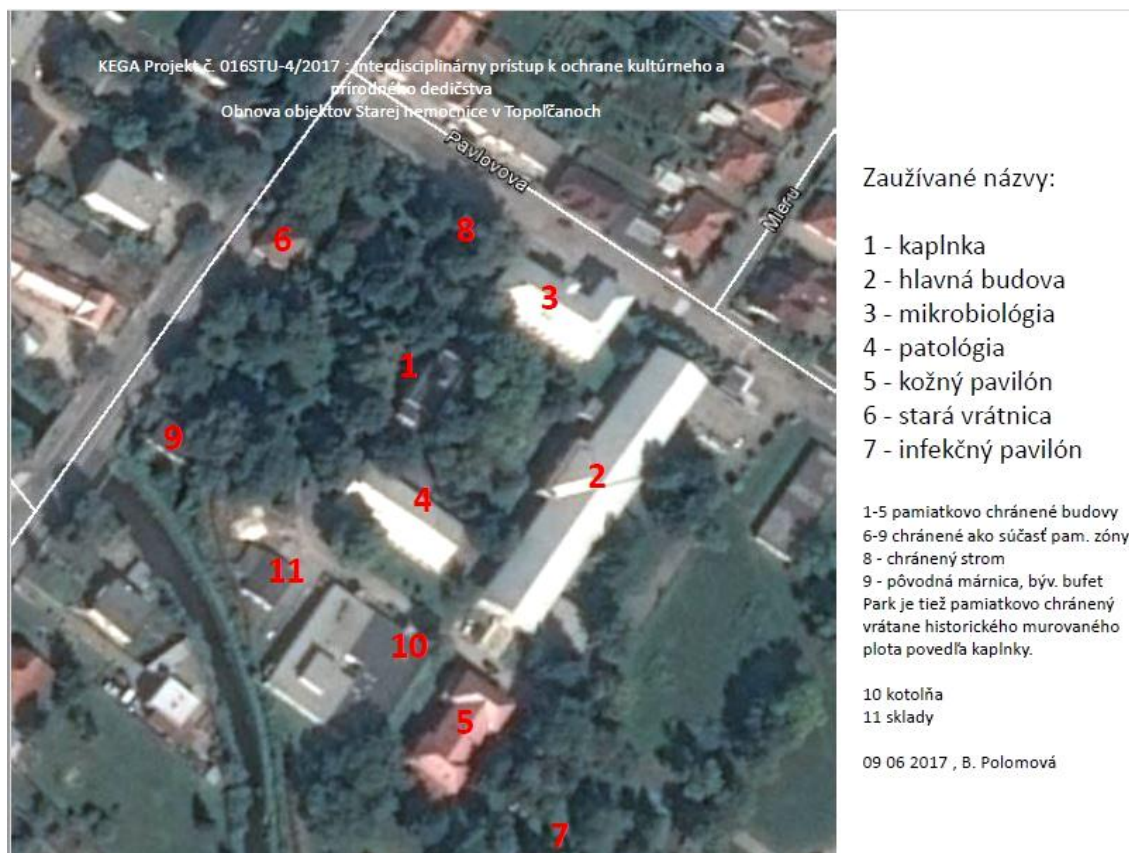 KEGA Projekt č. 016STU-4/2017 : Interdisciplinárny prístup k ochrane kultúrneho a
prírodného dedičstva
Obnova objektov Starej nemocnice v Topoľčanoch
Pavlovova
Mieru
6
8
3
1
9
2
4
11
10
5
7
Zaužívané názvy:
1 - kaplnka
2 - hlavná budova
3 - mikrobiológia
4 - patológia
5 - kožný pavilón
6 - stará vrátnica
7 - infekčný pavilón
1-5 pamiatkovo chránené budovy
6-9 chránené ako súčasť pam. zóny
8 - chránený strom
9 - pôvodná márnica, býv. bufet
Park je tiež pamiatkovo chránený
vrátane historického murovaného
plota povedľa kaplnky.
10 kotolňa
11 sklady
09 06 2017 , B. Polomová